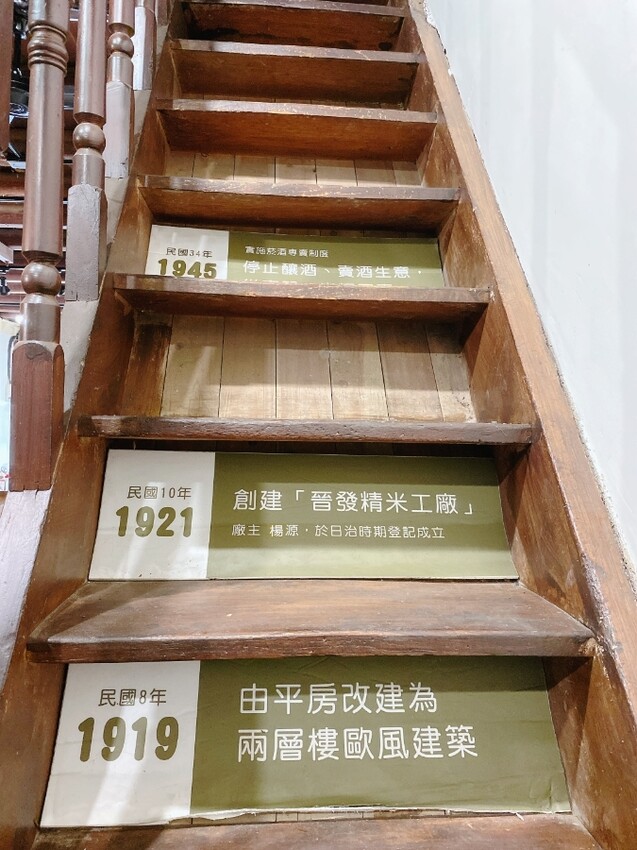 民國34年
1945
實施菸酒專賣制度
停止釀酒、賣酒生意，
民國10年
1921
創建「晉發精米工廠」
廠主 楊源，於日治時期登記成立
民國8年
1919
由平房改建為
兩層樓歐風建築